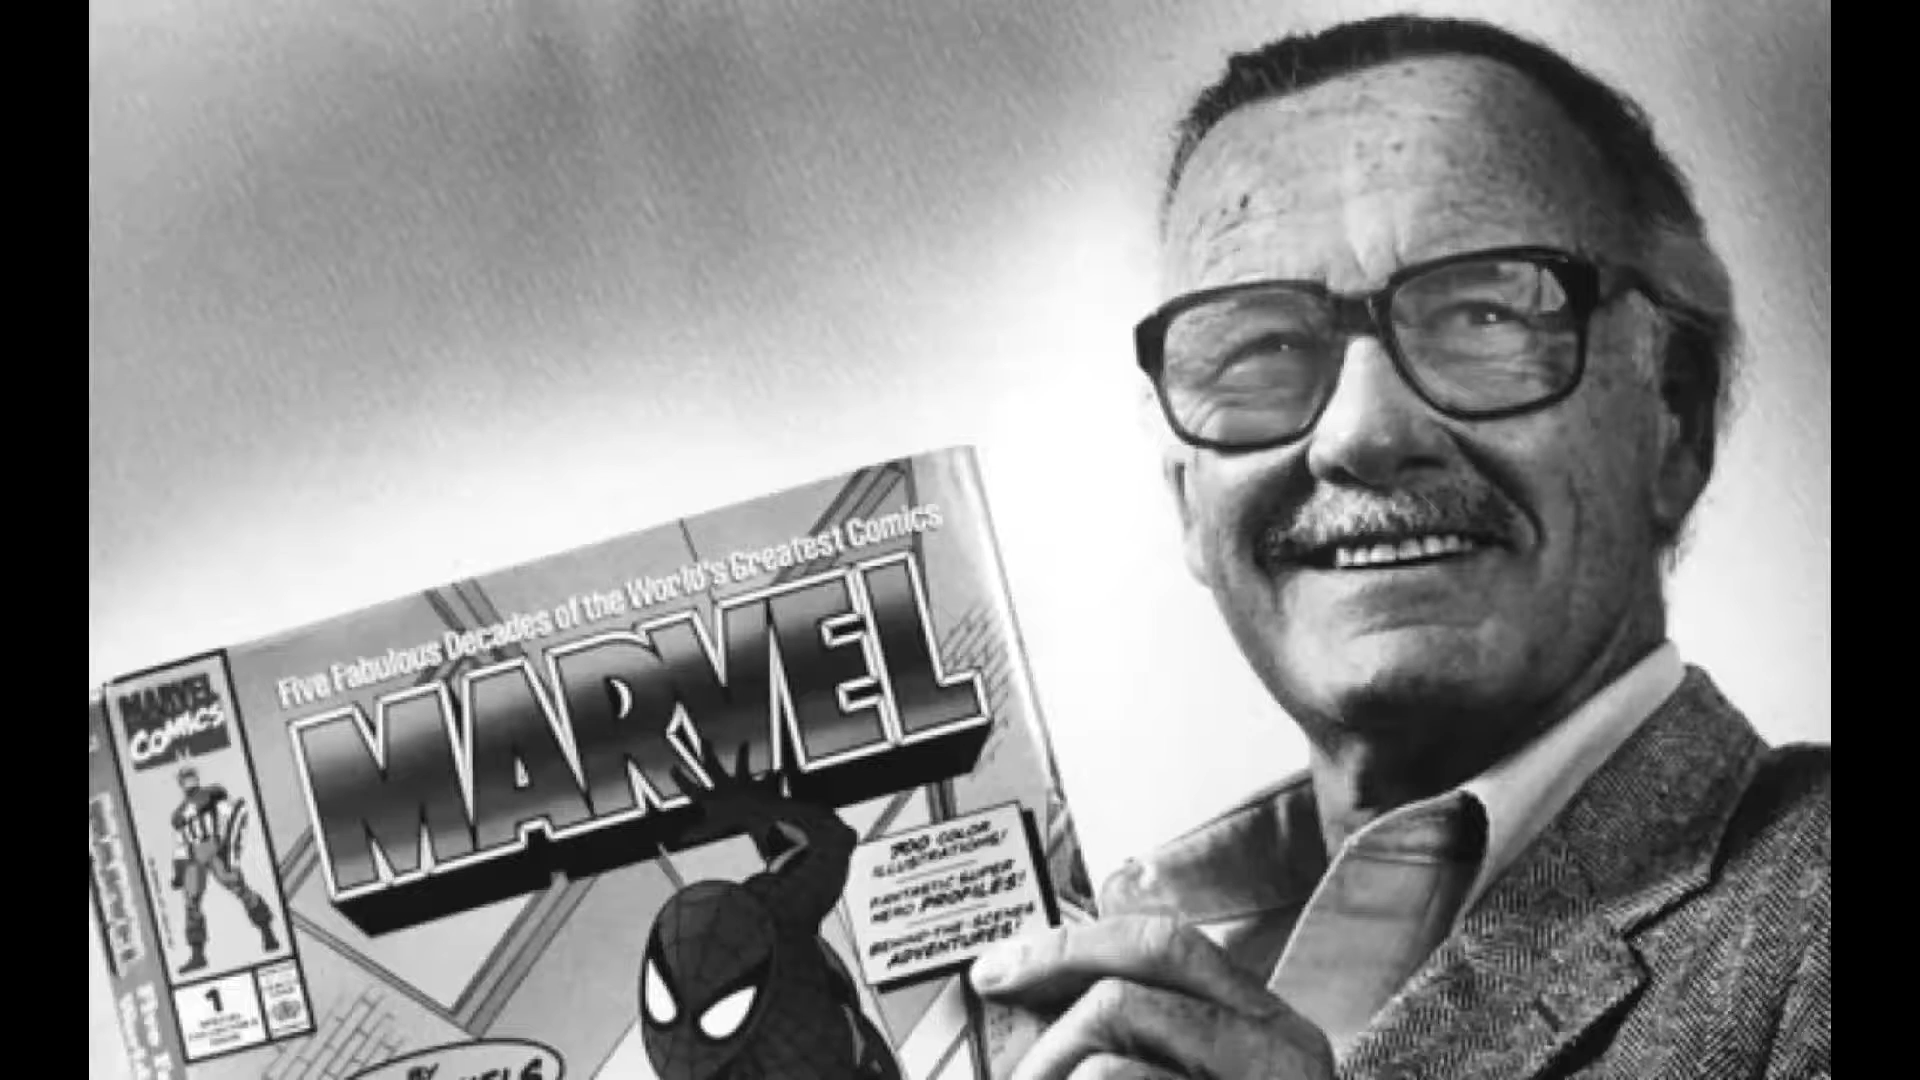 Five Fabulous Decades of the World's Greatest Comics
MARVEL
MARVEL
COMICS
1
700 COLOR
ILLUSTRATIONS!
FANTASTIC SUPER
HERO PROFILES!
BEHIND-THE-SCENES
ADVENTURES!
BY